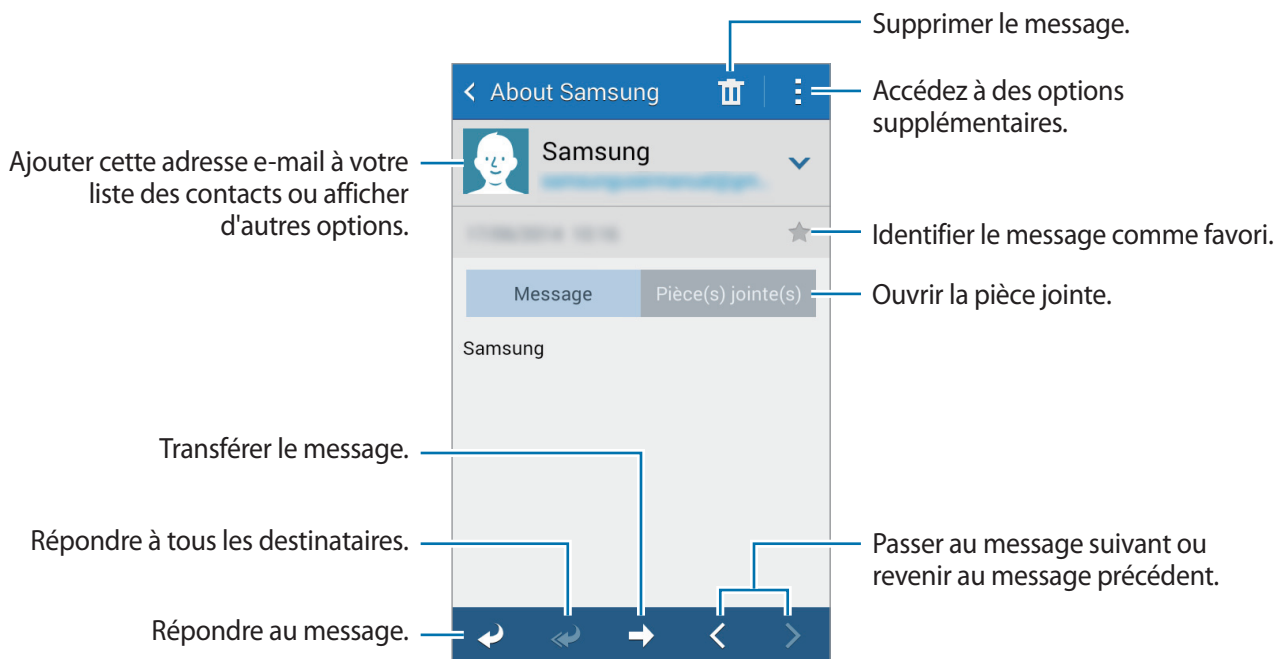 Supprimer le message.
About Samsung
Accédez à des options
supplémentaires.
Ajouter cette adresse e-mail à votre
liste des contacts ou afficher
d'autres options.
Samsung
Identifier le message comme favori.
Message
Pièce(s) jointe(s)
Ouvrir la pièce jointe.
Samsung
Transférer le message.
Répondre à tous les destinataires.
Passer au message suivant ou
revenir au message précédent.
Répondre au message.